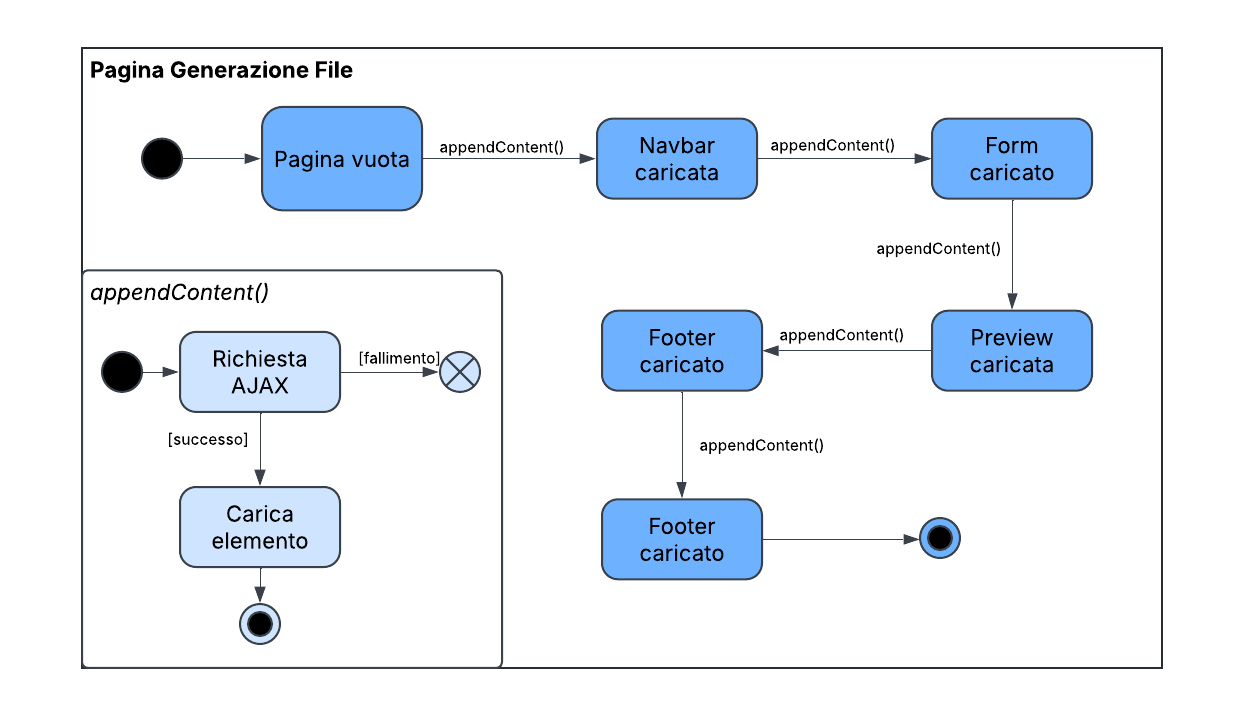 Pagina Generazione File
Pagina vuota
appendContent()
Navbar
caricata
appendContent()
Form
caricato
appendContent()
Preview
caricata
appendContent()
Footer
caricato
appendContent()
Footer
caricato
appendContent()
Richiesta
AJAX
[fallimento]
[successo]
Carica
elemento